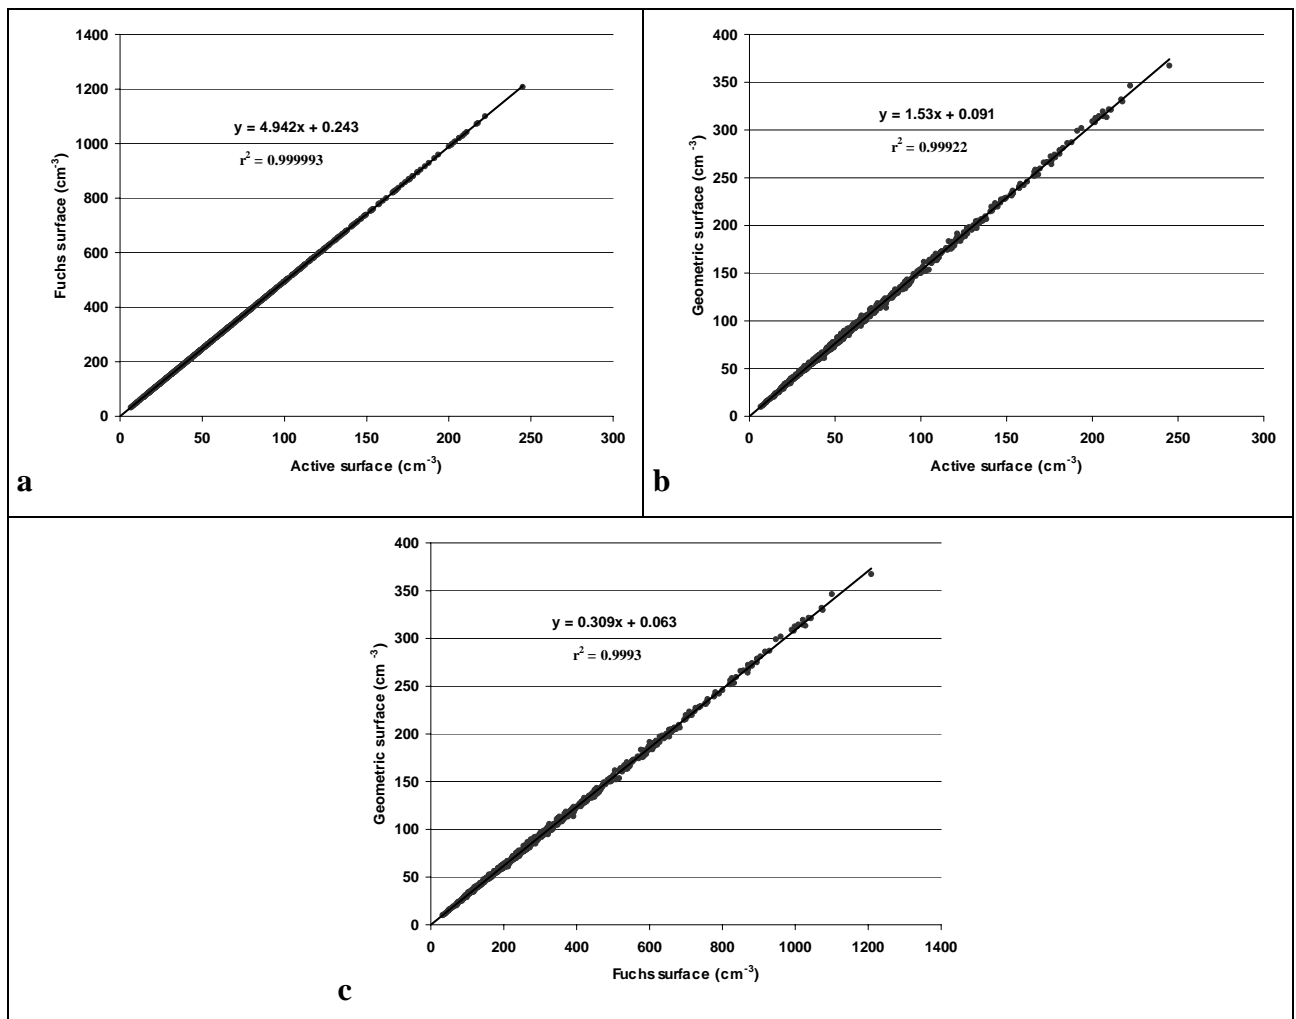 1400
1200
1000
800
600
400
200
0
y = 4.942x + 0.243
r² = 0.999993
Fuchs surface (cm⁻³)
0 50 100 150 200 250 300
Active surface (cm⁻³)
a
400
350
300
250
200
150
100
50
0
y = 1.53x + 0.091
r² = 0.99922
Geometric surface (cm⁻³)
0 50 100 150 200 250 300
Active surface (cm⁻³)
b
400
350
300
250
200
150
100
50
0
y = 0.309x + 0.063
r² = 0.9993
Geometric surface (cm⁻³)
0 200 400 600 800 1000 1200 1400
Fuchs surface (cm⁻³)
c